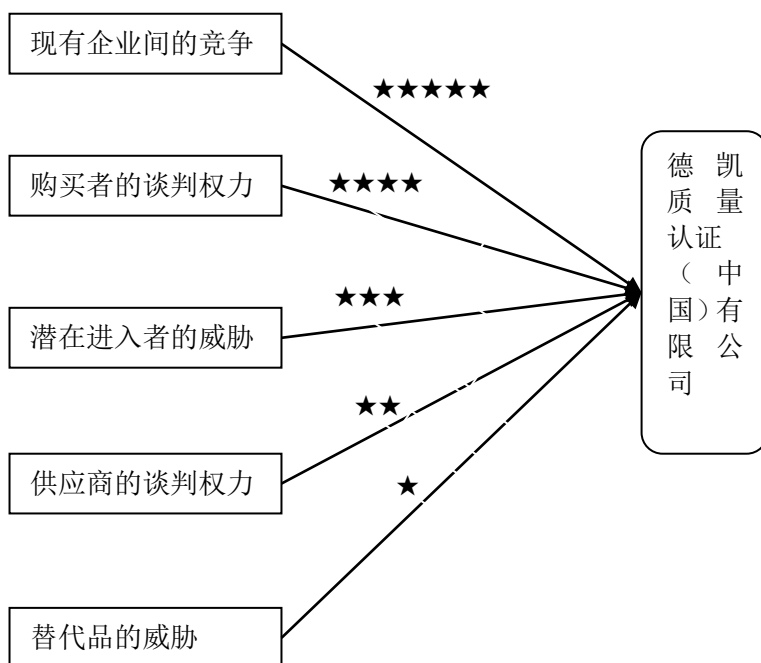 现有企业间的竞争
★★★★★
购买者的谈判权力
★★★★
潜在进入者的威胁
★★★
供应商的谈判权力
★★
替代品的威胁
★
德凯
质量
认证
（中
国）有
限公
司